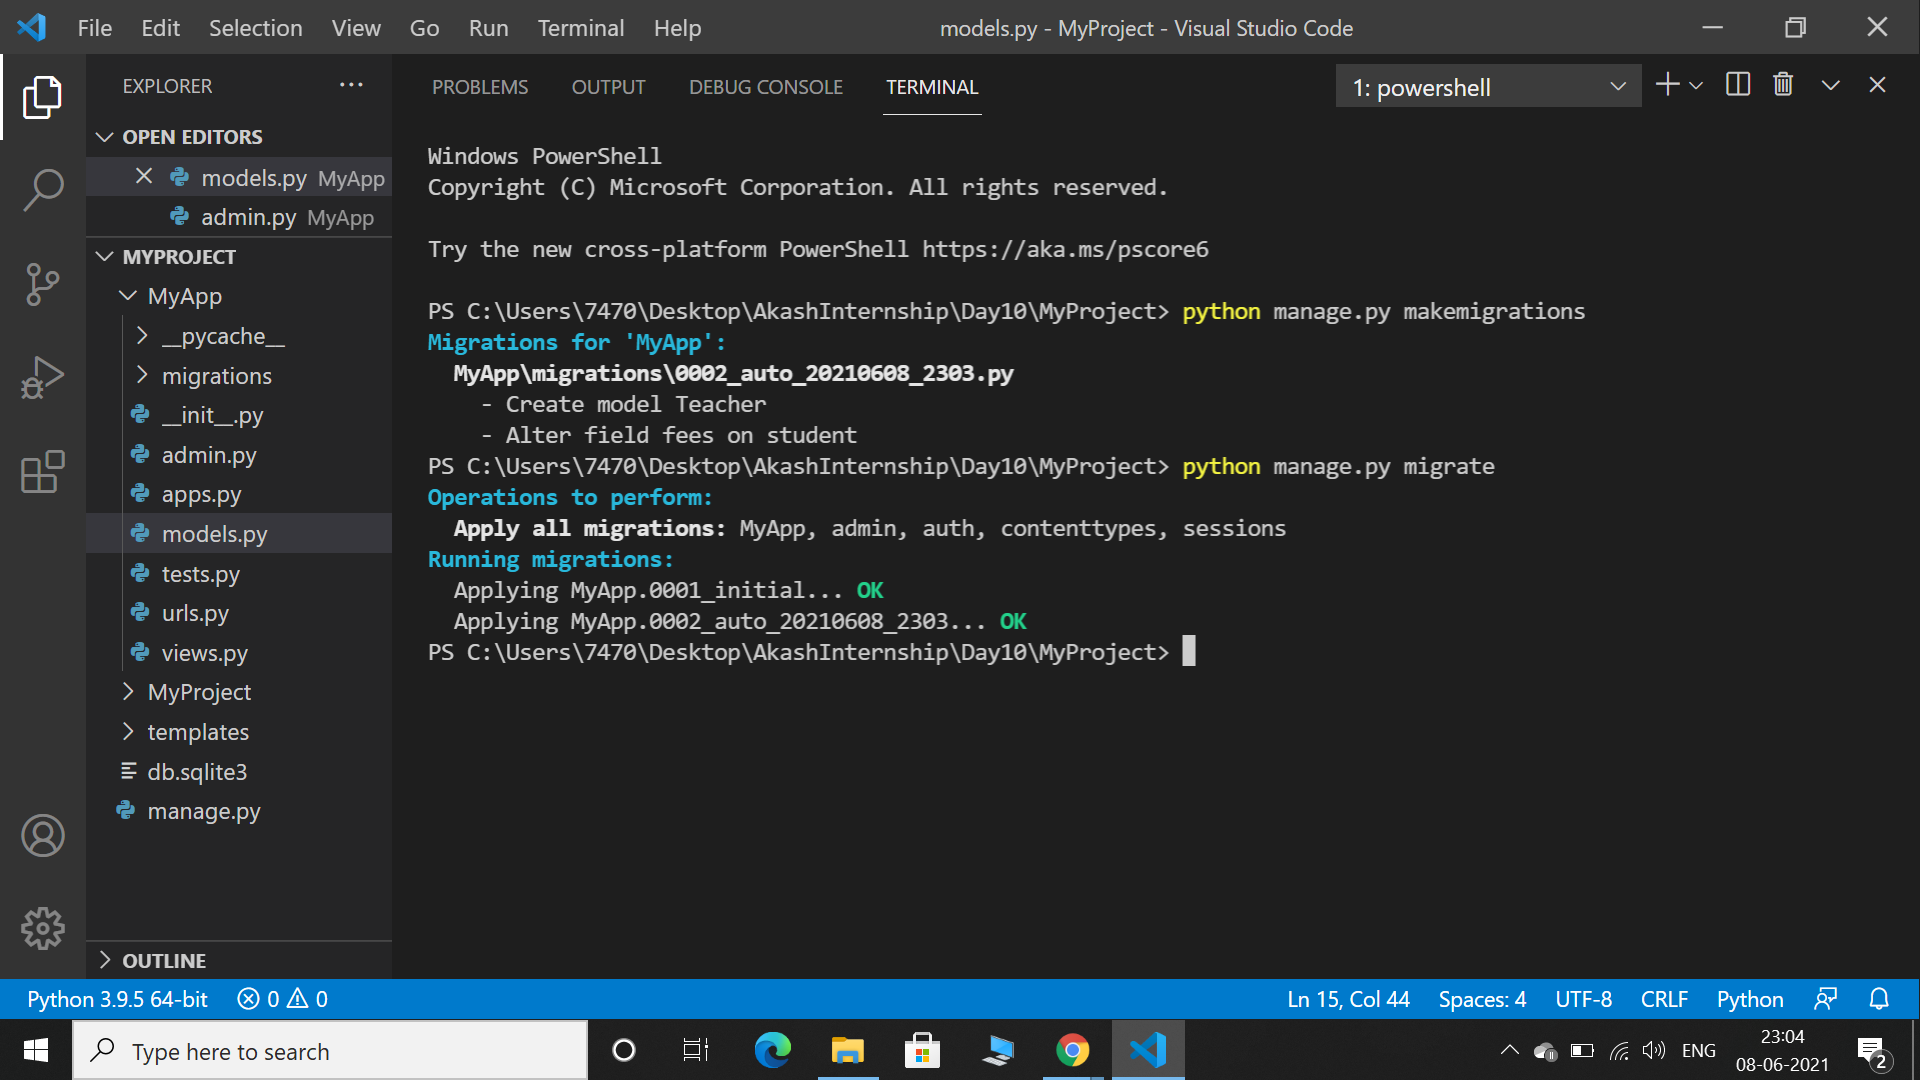 File Edit Selection View Go Run Terminal Help
models.py - MyProject - Visual Studio Code
EXPLORER
OPEN EDITORS
models.py MyApp
admin.py MyApp
MYPROJECT
MyApp
__pycache__
migrations
__init__.py
admin.py
apps.py
models.py
tests.py
urls.py
views.py
MyProject
templates
db.sqlite3
manage.py
OUTLINE
PROBLEMS OUTPUT DEBUG CONSOLE TERMINAL
1: powershell
Windows PowerShell
Copyright (C) Microsoft Corporation. All rights reserved.
Try the new cross-platform PowerShell https://aka.ms/pscore6
PS C:\Users\7470\Desktop\AkashInternship\Day10\MyProject> python manage.py makemigrations
Migrations for 'MyApp':
MyApp\migrations\0002_auto_20210608_2303.py
- Create model Teacher
- Alter field fees on student
PS C:\Users\7470\Desktop\AkashInternship\Day10\MyProject> python manage.py migrate
Operations to perform:
Apply all migrations: MyApp, admin, auth, contenttypes, sessions
Running migrations:
Applying MyApp.0001_initial... OK
Applying MyApp.0002_auto_20210608_2303... OK
PS C:\Users\7470\Desktop\AkashInternship\Day10\MyProject>
Python 3.9.5 64-bit 0 0
Ln 15, Col 44 Spaces: 4 UTF-8 CRLF Python
Type here to search
ENG
23:04
08-06-2021
2